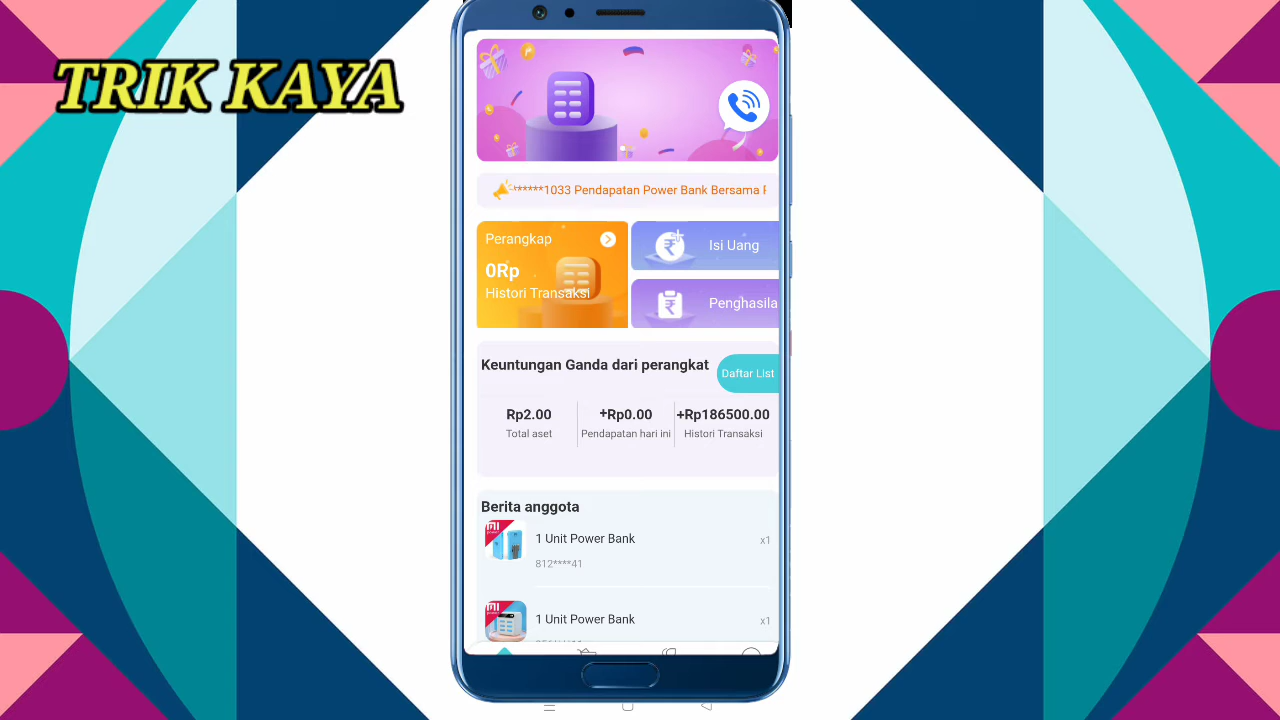 TRIK KAYA
******1033 Pendapatan Power Bank Bersama
Perangkap
0Rp
Histori Transaksi
Isi Uang
Penghasila
Keuntungan Ganda dari perangkat
Daftar List
Rp2.00
Total aset
+Rp0.00
Pendapatan hari ini
+Rp186500.00
Histori Transaksi
Berita anggota
MI
1 Unit Power Bank
x1
812****41
MI
1 Unit Power Bank
x1